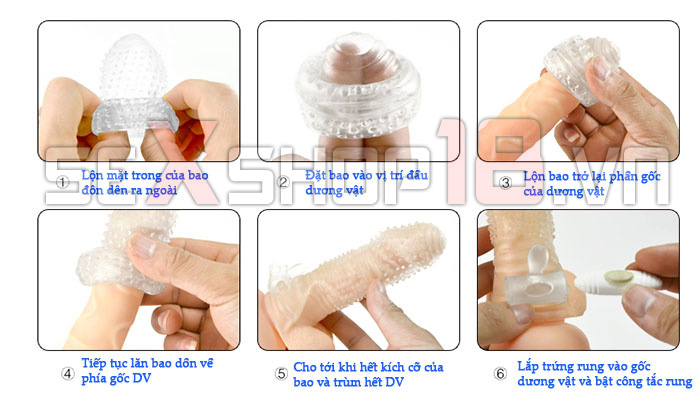 SEXSHOP18.VN
① Lộn mặt trong của bao
đôn dên ra ngoài
② Đặt bao vào vị trí đầu
dương vật
③ Lộn bao trở lại phần gốc
của dương vật
④ Tiếp tục lăn bao dồn về
phía gốc DV
⑤ Cho tới khi hết kích cỡ của
bao và trùm hết DV
⑥ Lắp trứng rung vào gốc
dương vật và bật công tắc rung